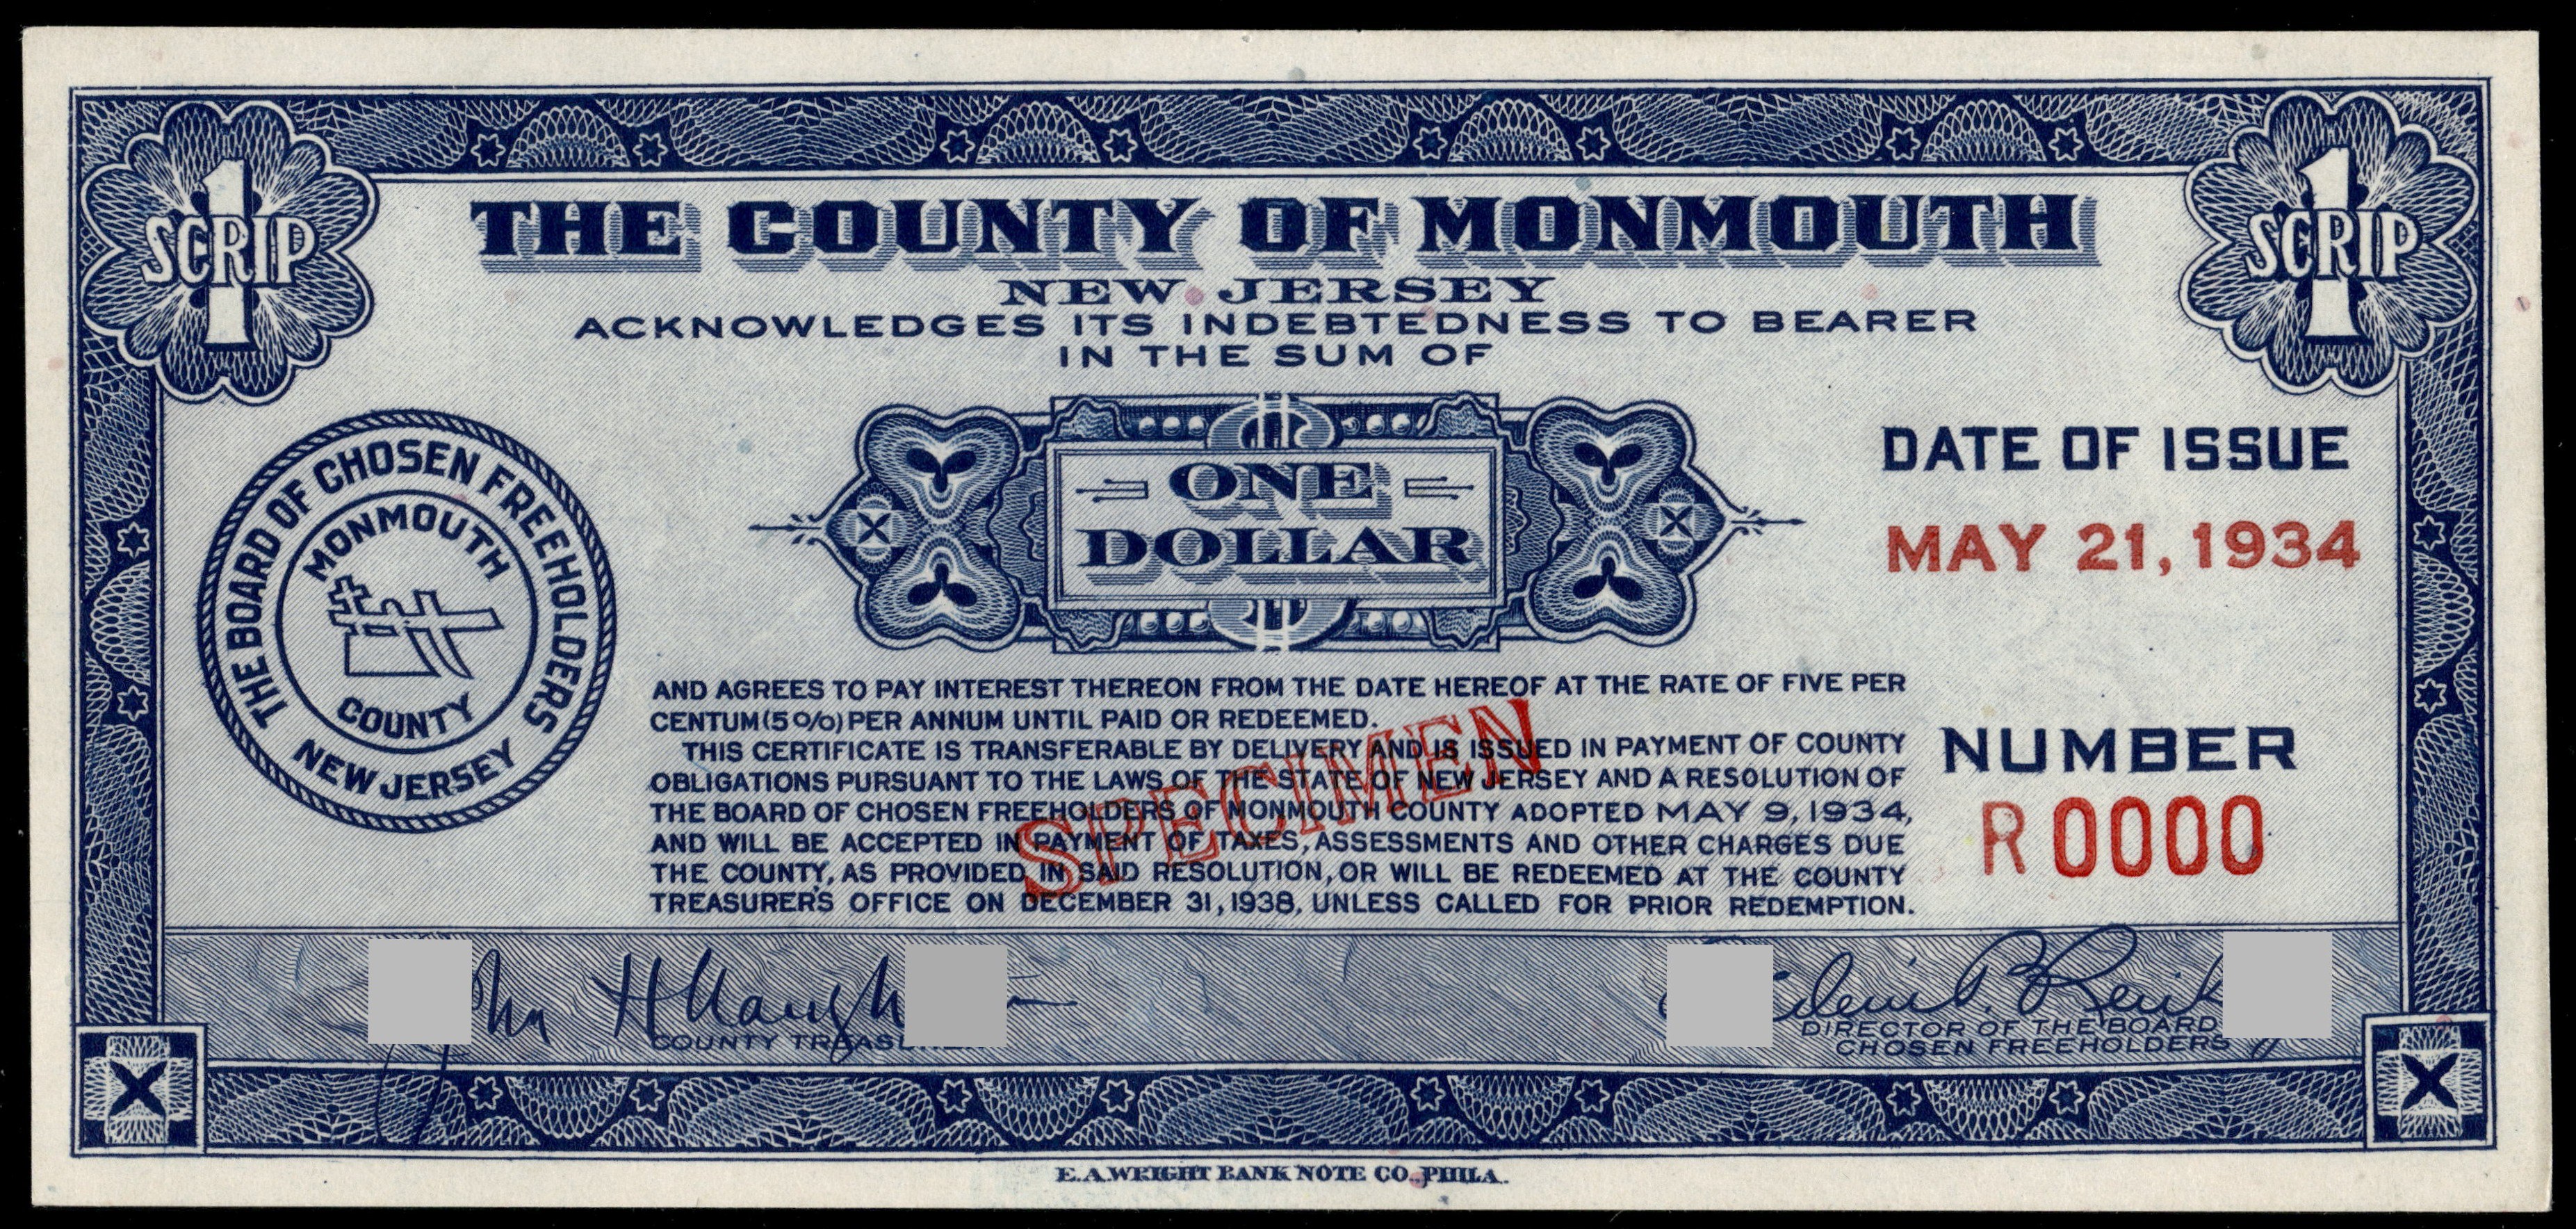 1 SCRIP
1 SCRIP
THE COUNTY OF MONMOUTH
NEW JERSEY
ACKNOWLEDGES ITS INDEBTEDNESS TO BEARER
IN THE SUM OF
ONE
DOLLAR
THE BOARD OF CHOSEN FREEHOLDERS
NEW JERSEY
MONMOUTH
COUNTY
DATE OF ISSUE
MAY 21, 1934
AND AGREES TO PAY INTEREST THEREON FROM THE DATE HEREOF AT THE RATE OF FIVE PER
CENTUM (5%) PER ANNUM UNTIL PAID OR REDEEMED.
THIS CERTIFICATE IS TRANSFERABLE BY DELIVERY AND IS ISSUED IN PAYMENT OF COUNTY
OBLIGATIONS PURSUANT TO THE LAWS OF THE STATE OF NEW JERSEY AND A RESOLUTION OF
THE BOARD OF CHOSEN FREEHOLDERS OF MONMOUTH COUNTY ADOPTED MAY 9, 1934,
AND WILL BE ACCEPTED IN PAYMENT OF TAXES, ASSESSMENTS AND OTHER CHARGES DUE
THE COUNTY, AS PROVIDED IN SAID RESOLUTION, OR WILL BE REDEEMED AT THE COUNTY
TREASURER'S OFFICE ON DECEMBER 31, 1938, UNLESS CALLED FOR PRIOR REDEMPTION.
SPECIMEN
NUMBER
R 0000
COUNTY
DIRECTOR OF THE BOARD
CHOSEN FREEHOLDERS
X
X
E.A.WRIGHT BANK NOTE CO. PHILA.